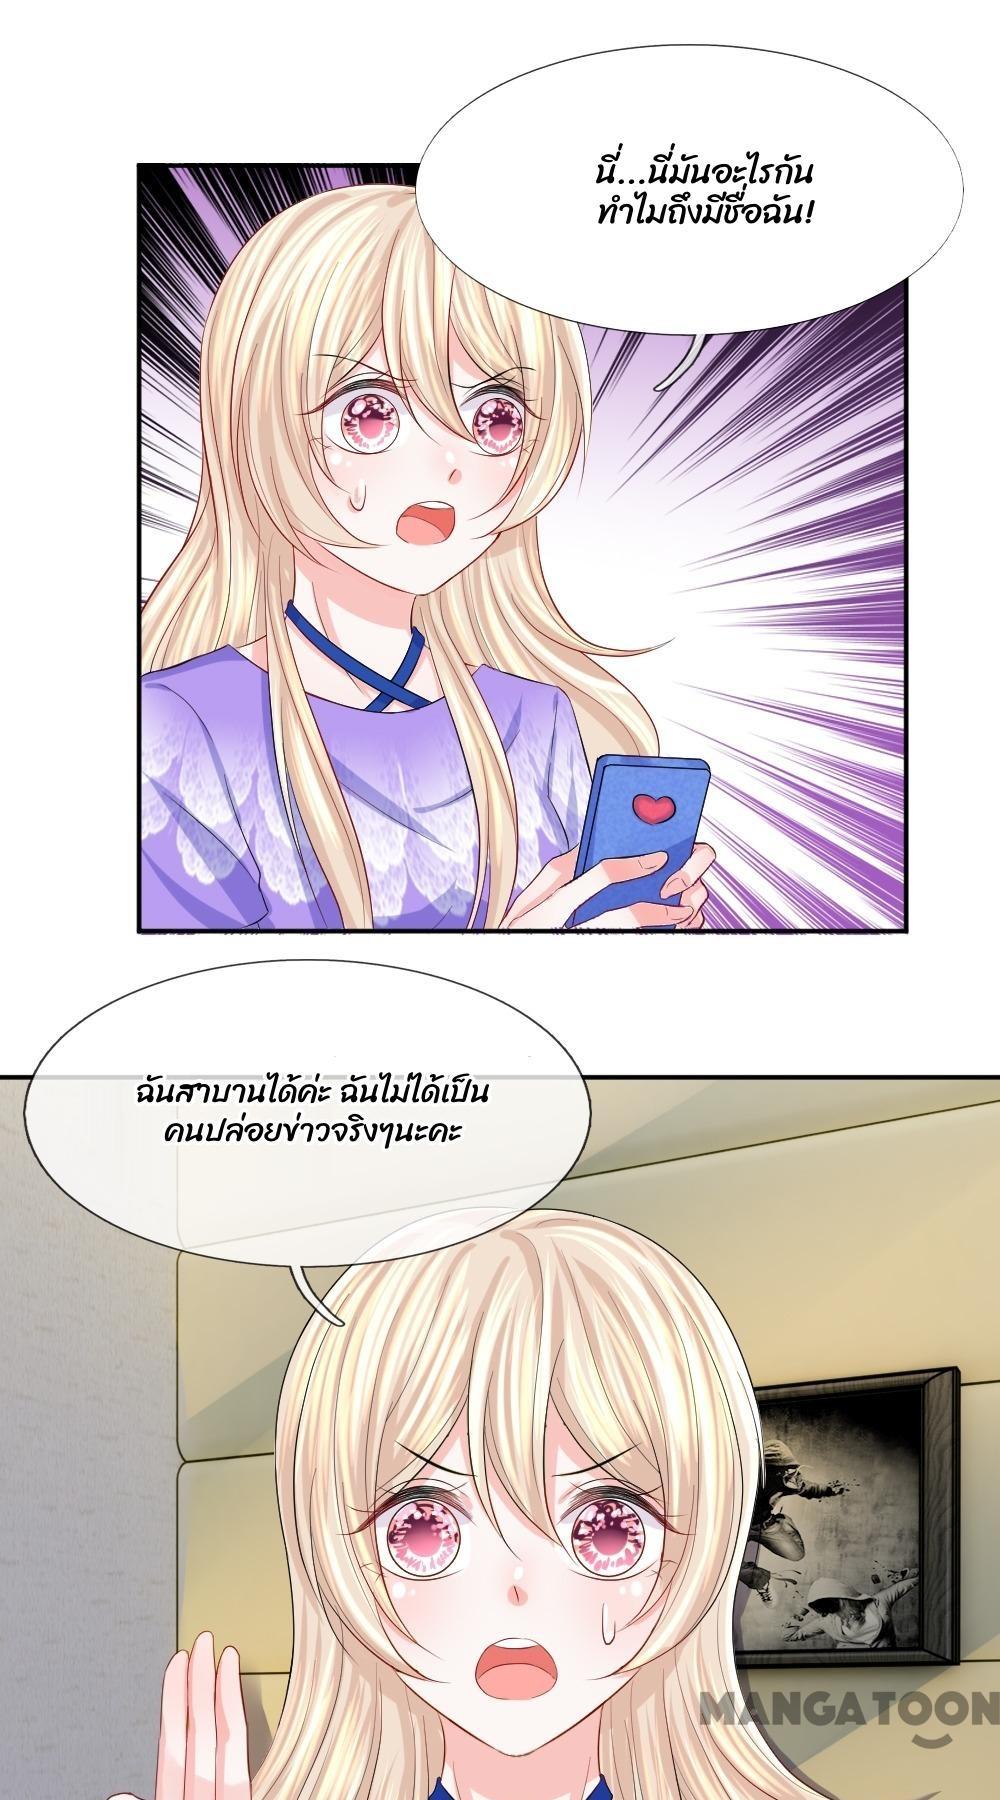 นี่...นี่มันอะไรกัน
ทำไมถึงมีชื่อฉัน!
ฉันสาบานได้ค่ะ ฉันไม่ได้เป็น
คนปล่อยข่าวจริงๆนะคะ
MANGATOON